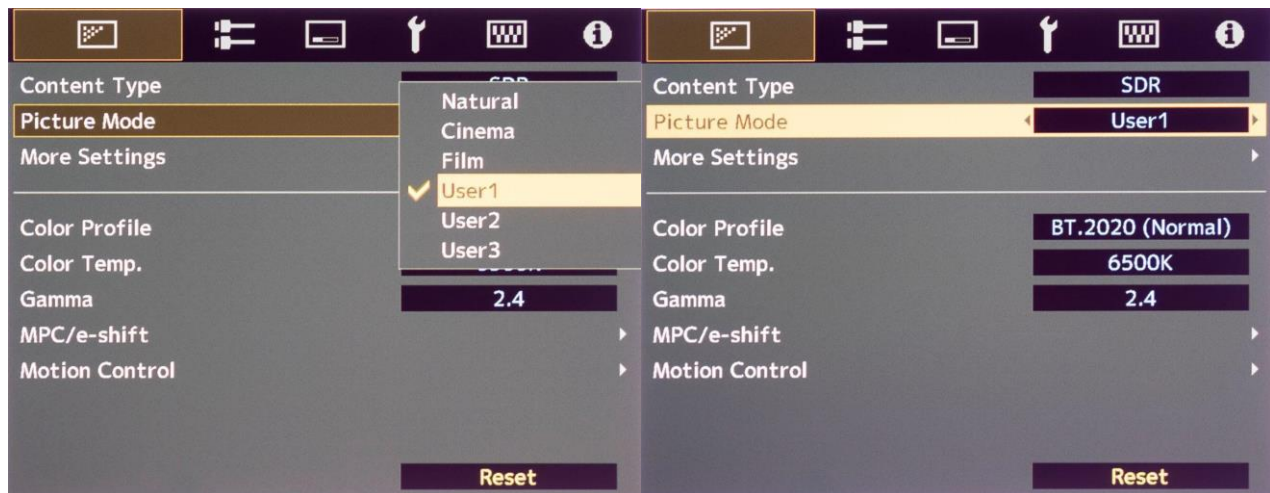 Content Type
Picture Mode
More Settings
Natural
Cinema
Film
User1
User2
User3
Color Profile
Color Temp.
Gamma 2.4
MPC/e-shift
Motion Control
Reset
Content Type SDR
Picture Mode User1
More Settings
Color Profile BT.2020 (Normal)
Color Temp. 6500K
Gamma 2.4
MPC/e-shift
Motion Control
Reset